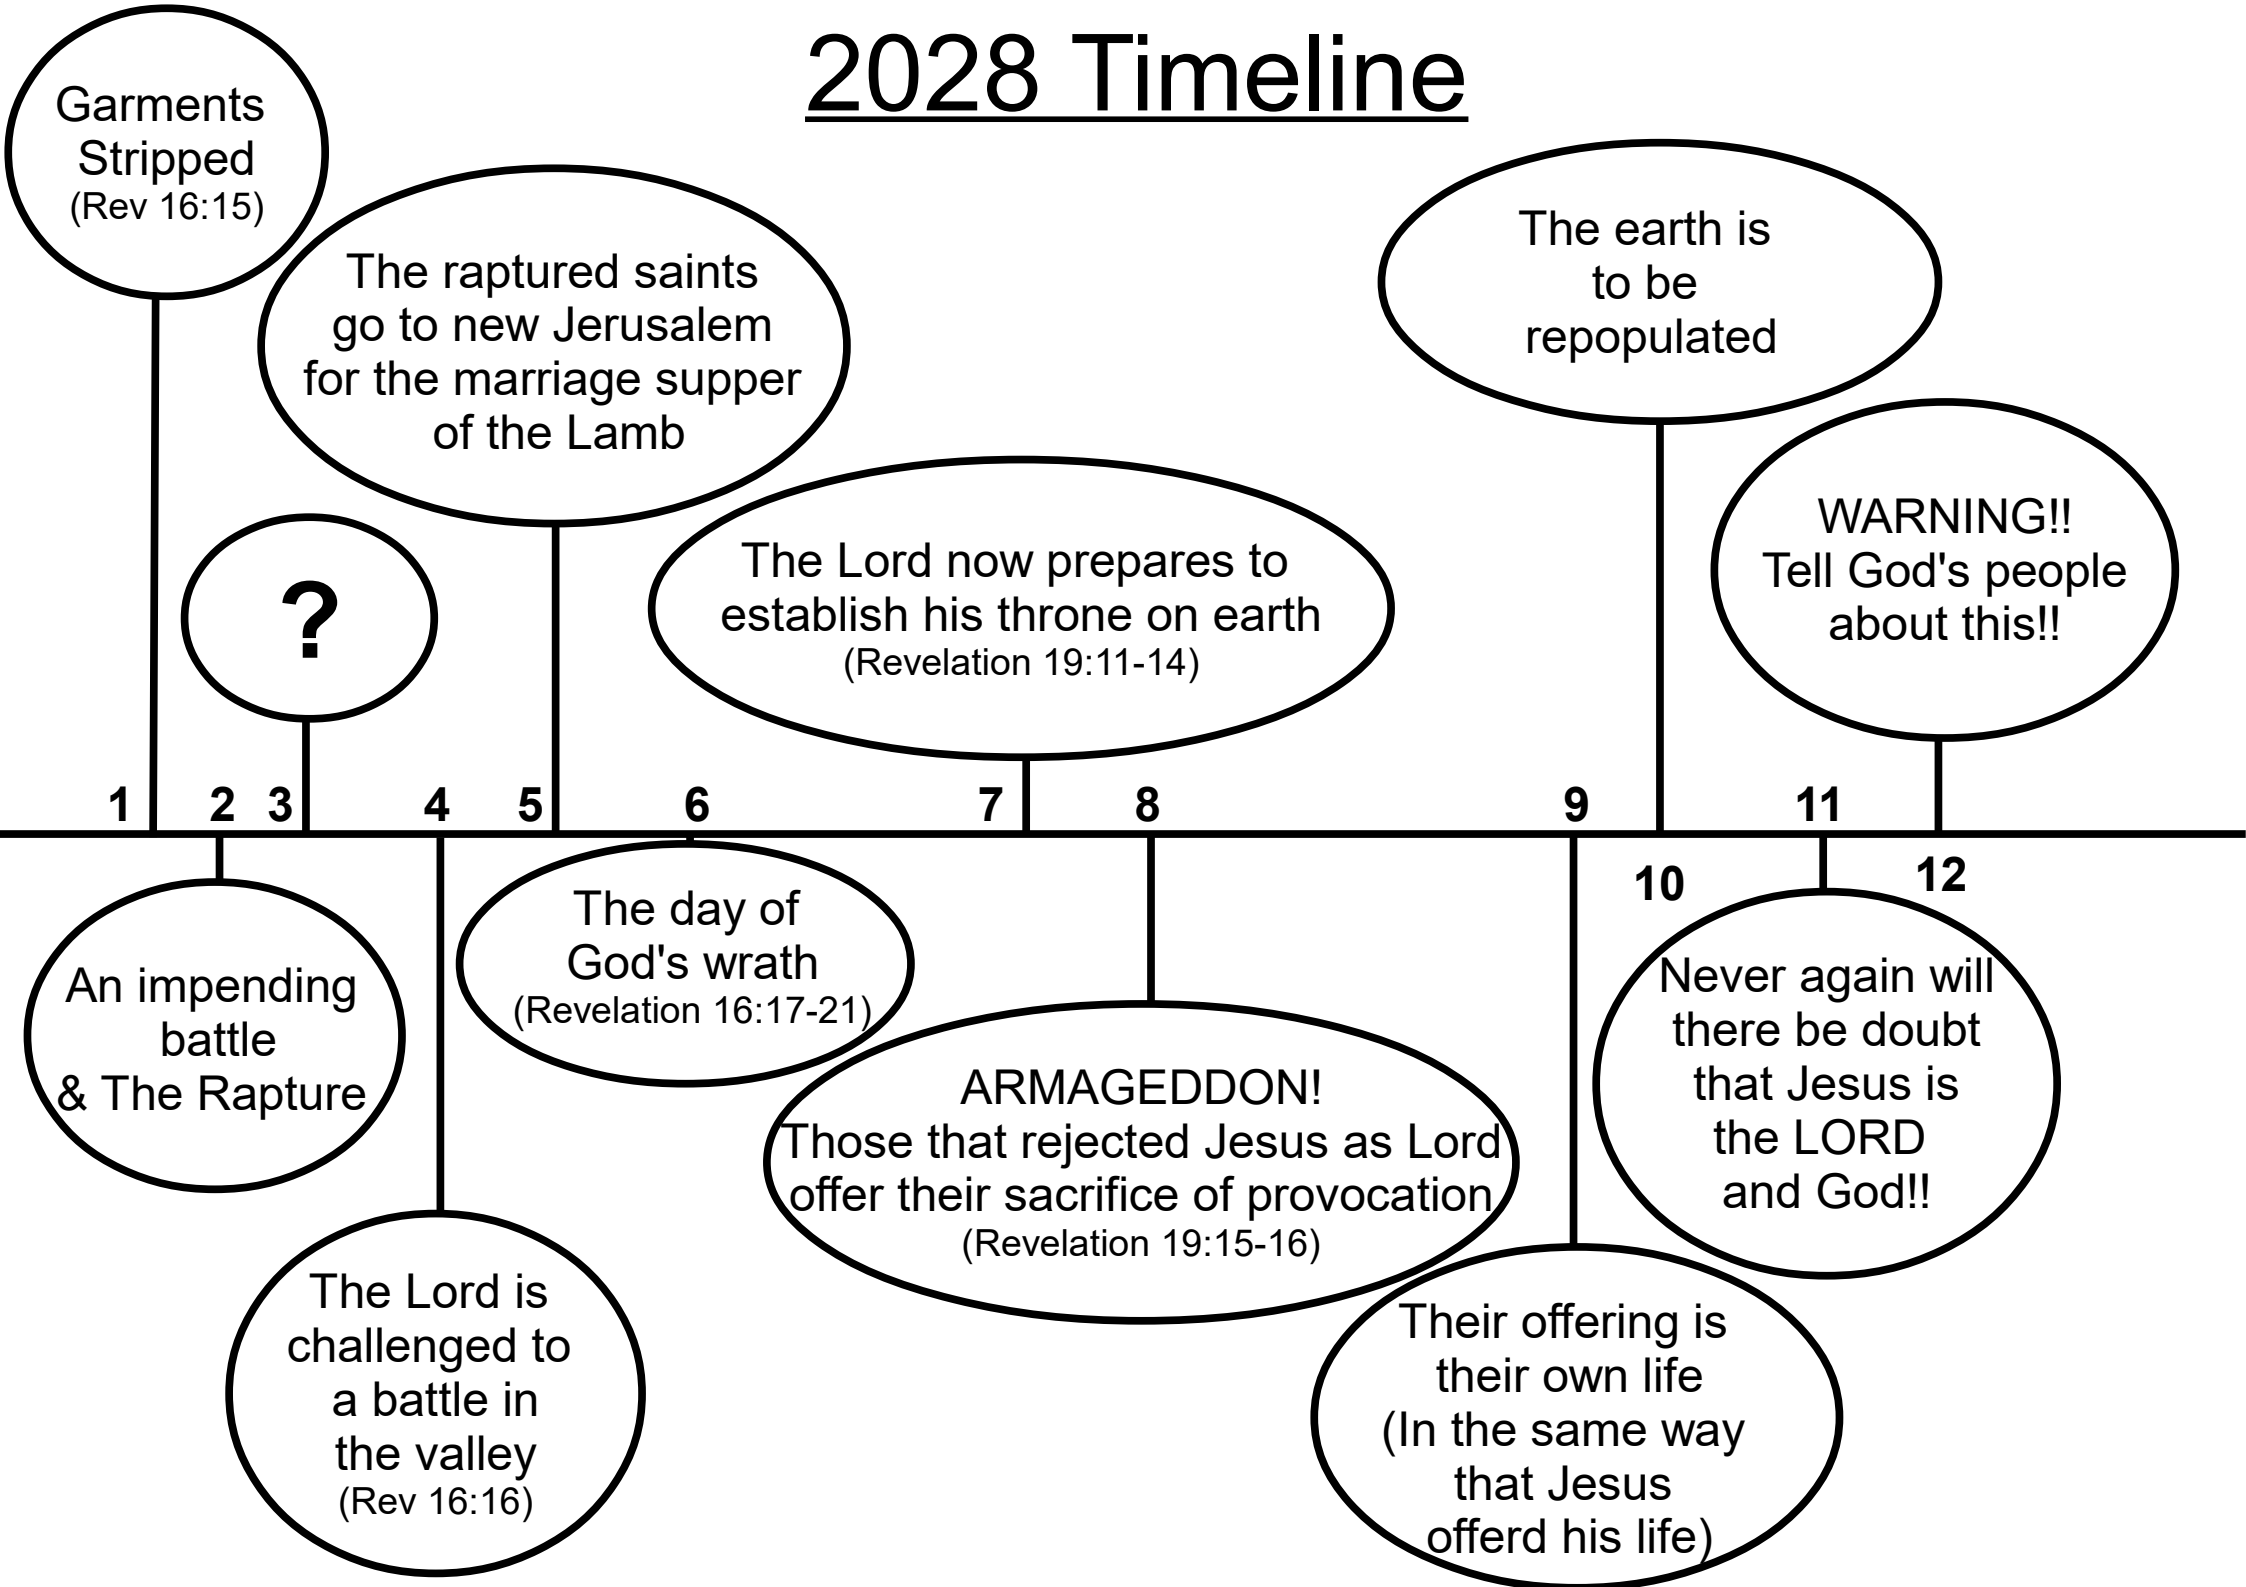 2028 Timeline
Garments
Stripped
(Rev 16:15)
The raptured saints
go to new Jerusalem
for the marriage supper
of the Lamb
?
The Lord now prepares to
establish his throne on earth
(Revelation 19:11-14)
The earth is
to be
repopulated
WARNING!!
Tell God's people
about this!!
1
2
3
4
5
6
7
8
9
10
11
12
An impending
battle
& The Rapture
The Lord is
challenged to
a battle in
the valley
(Rev 16:16)
The day of
God's wrath
(Revelation 16:17-21)
ARMAGEDDON!
Those that rejected Jesus as Lord
offer their sacrifice of provocation
(Revelation 19:15-16)
Their offering is
their own life
(In the same way
that Jesus
offerd his life)
Never again will
there be doubt
that Jesus is
the LORD
and God!!